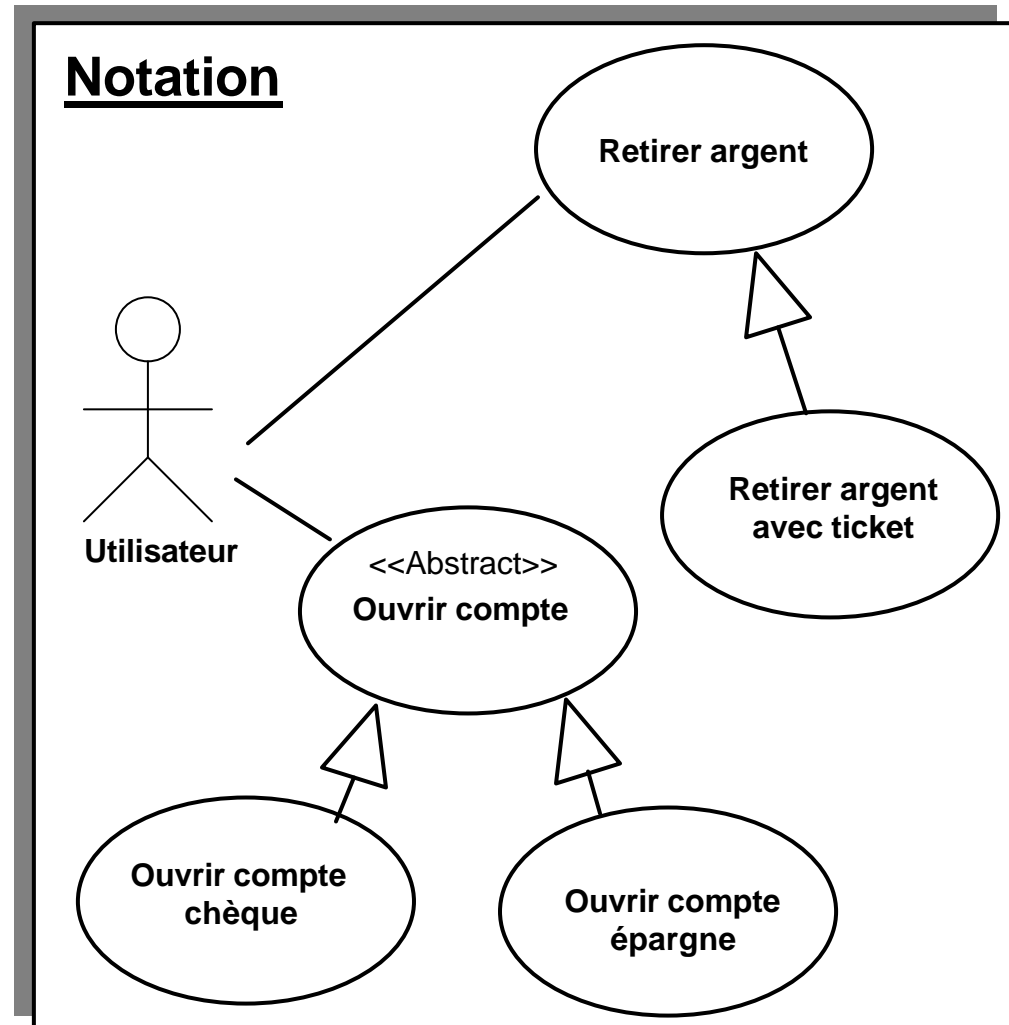 Notation
Retirer argent
Retirer argent
avec ticket
Utilisateur
<<Abstract>>
Ouvrir compte
Ouvrir compte
chèque
Ouvrir compte
épargne